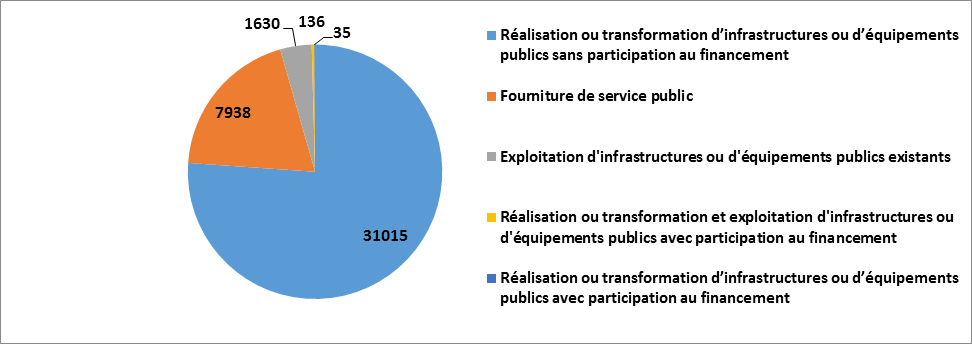 1630
136
35
7938
31015
Réalisation ou transformation d’infrastructures ou d’équipements
publics sans participation au financement
Fourniture de service public
Exploitation d'infrastructures ou d'équipements publics existants
Réalisation ou transformation et exploitation d'infrastructures ou
d'équipements publics avec participation au financement
Réalisation ou transformation d’infrastructures ou d’équipements
publics avec participation au financement